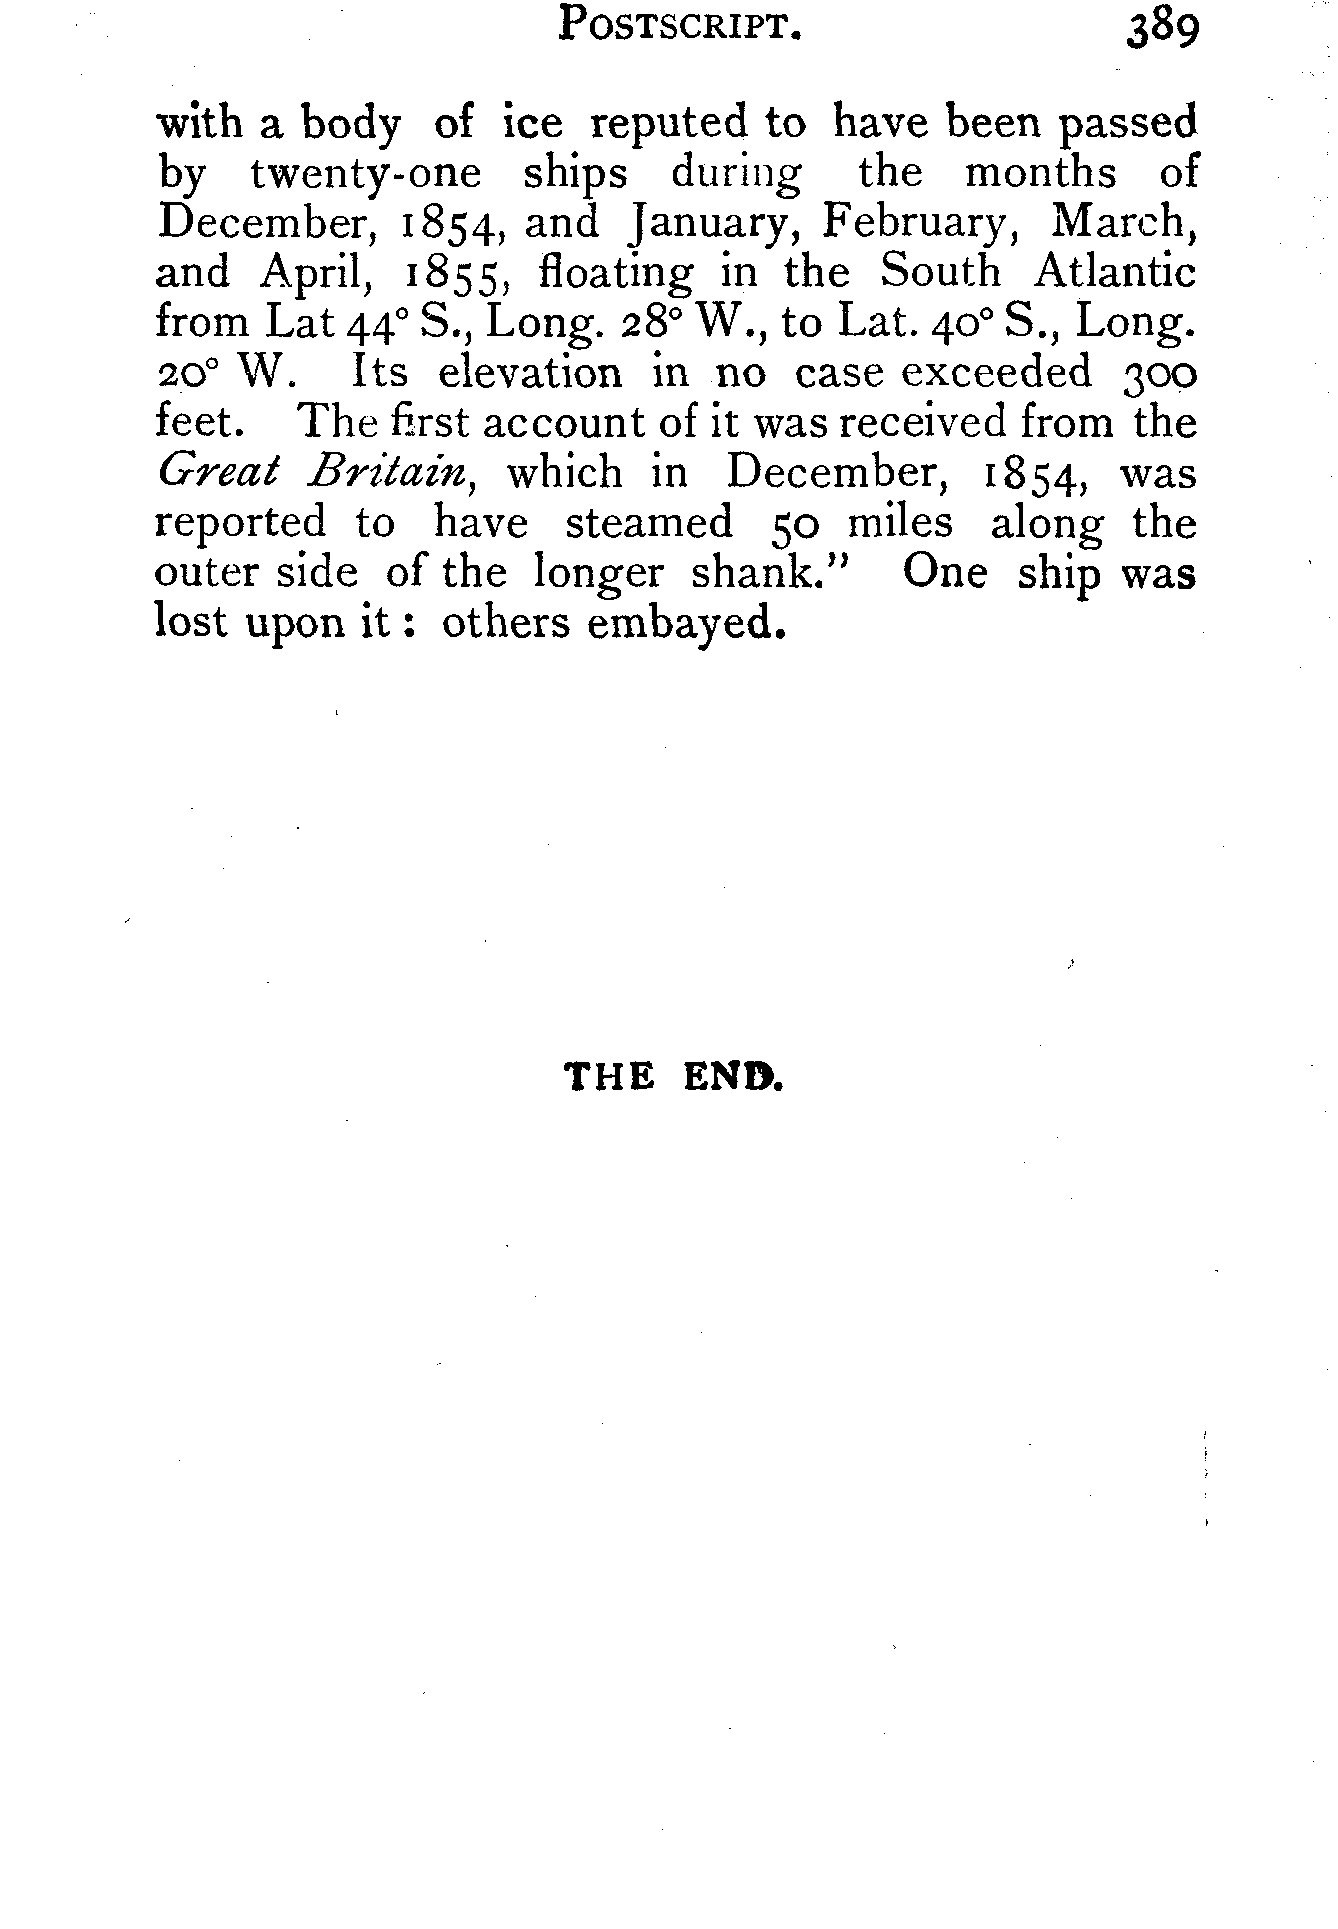 POSTSCRIPT. 389
with a body of ice reputed to have been passed
by twenty-one ships during the months of
December, 1854, and January, February, March,
and April, 1855, floating in the South Atlantic
from Lat 44° S., Long. 28° W., to Lat. 40° S., Long.
20° W. Its elevation in no case exceeded 300
feet. The first account of it was received from the
Great Britain, which in December, 1854, was
reported to have steamed 50 miles along the
outer side of the longer shank.” One ship was
lost upon it : others embayed.
THE END.